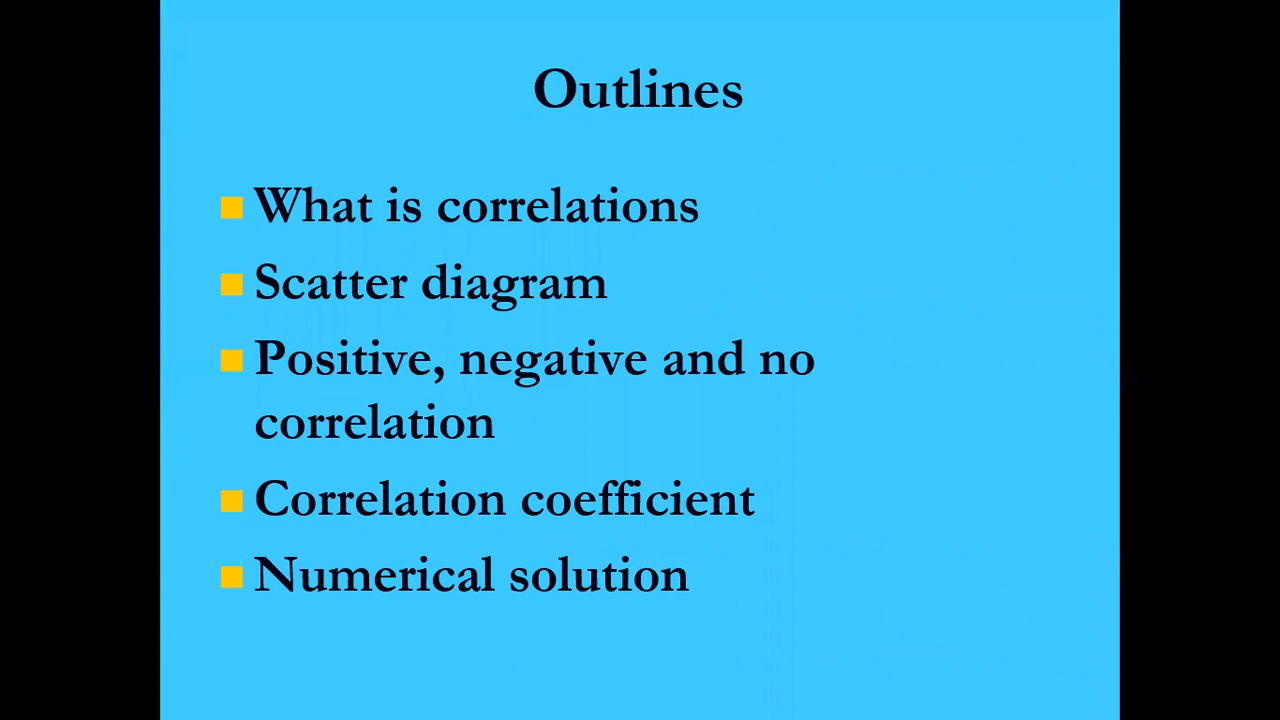 Outlines
What is correlations
Scatter diagram
Positive, negative and no
correlation
Correlation coefficient
Numerical solution